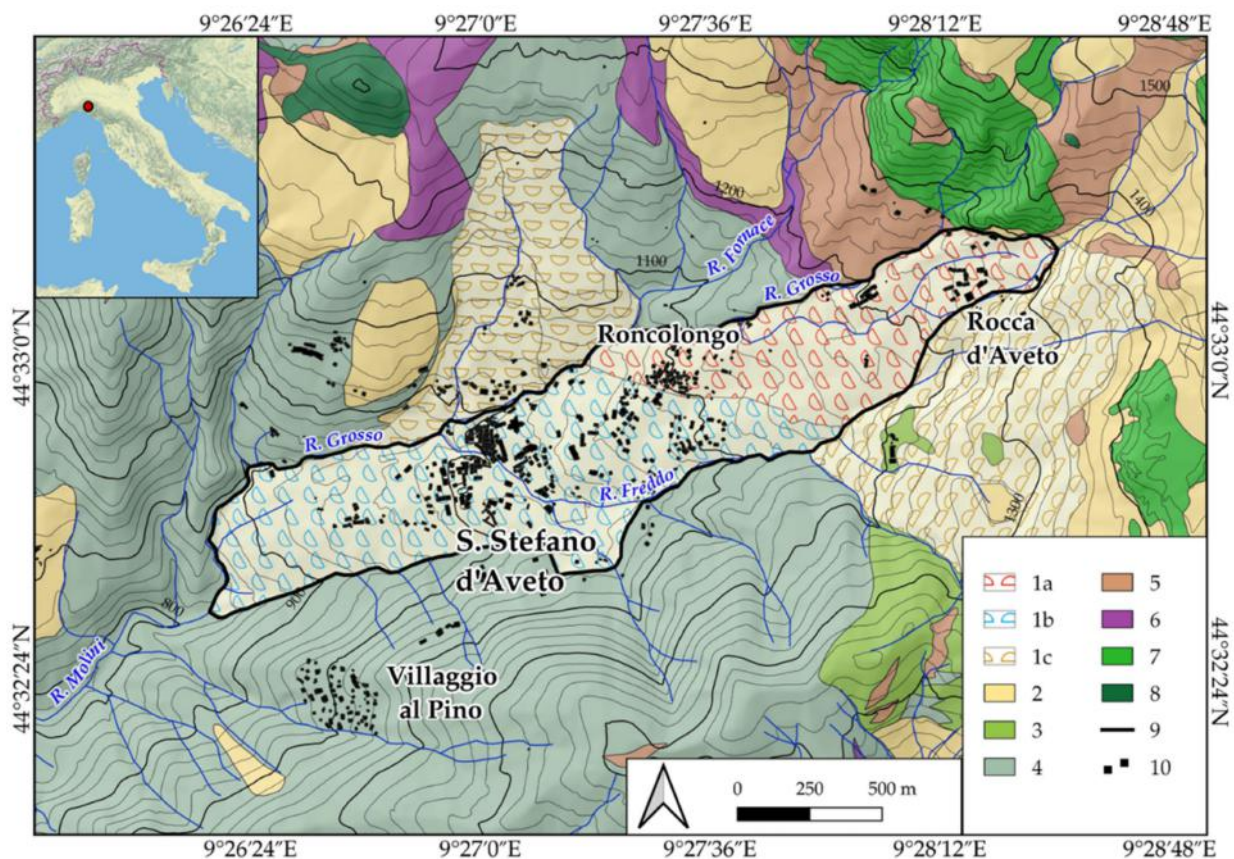 9°26′24″E 9°27′0″E 9°27′36″E 9°28′12″E 9°28′48″E
1500
1200
1400
R. Fornace
1100
R. Grosso
44°33′0″N
44°33′0″N
Roncolongo
Rocca
d'Aveto
R. Grosso
R. Freddo
1300
S. Stefano
d'Aveto
900
800
R. Molini
44°32′24″N
44°32′24″N
Villaggio
al Pino
1a 5
1b 6
1c 7
2 8
3 9
4 10
0 250 500 m
9°26′24″E 9°27′0″E 9°27′36″E 9°28′12″E 9°28′48″E